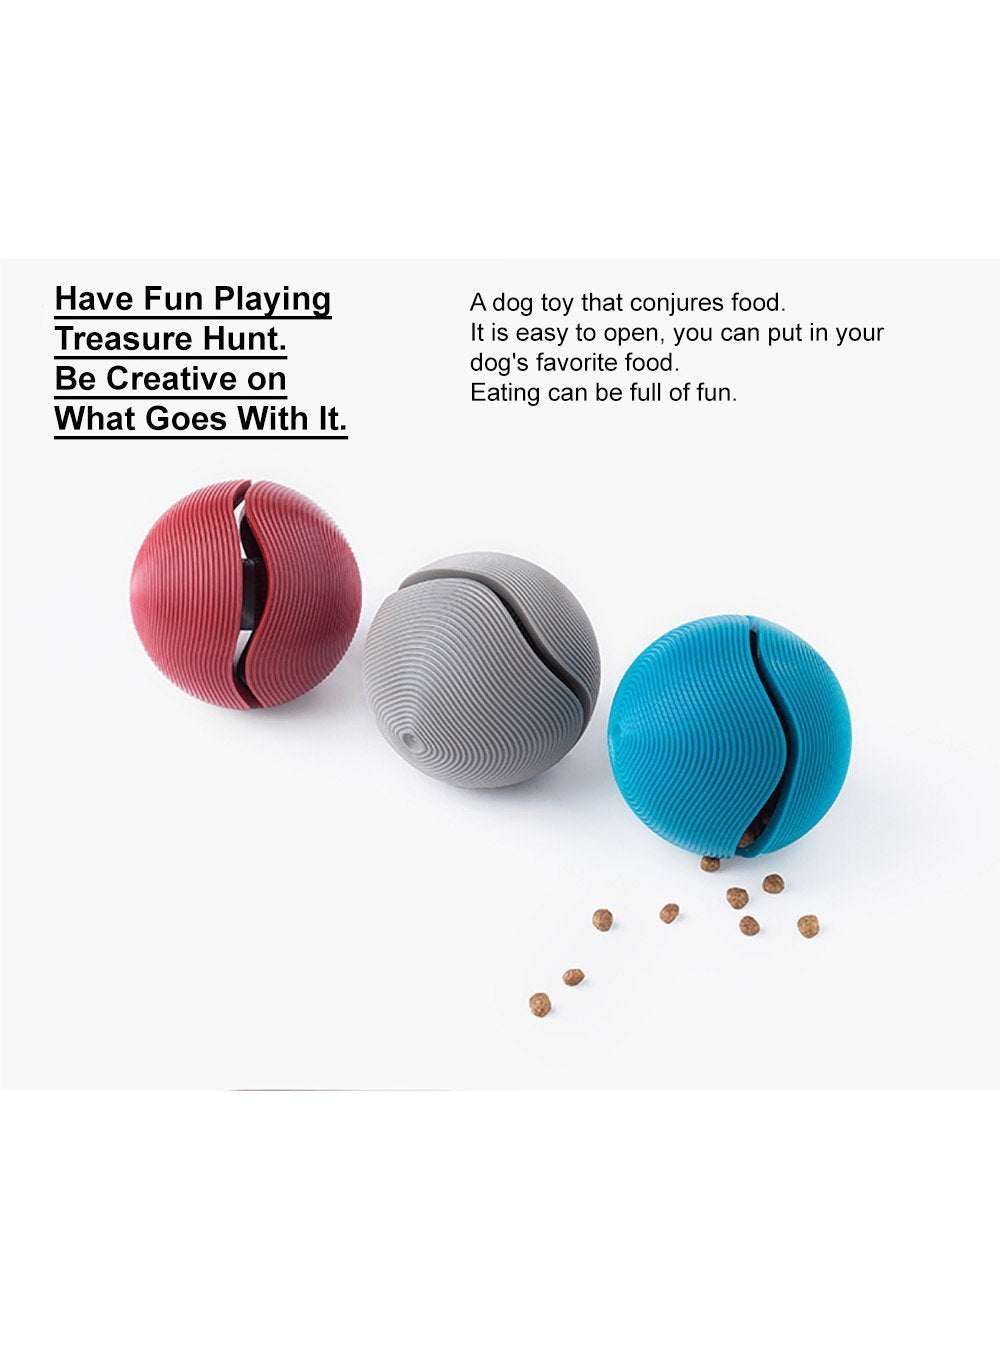 Have Fun Playing
Treasure Hunt.
Be Creative on
What Goes With It.
A dog toy that conjures food.
It is easy to open, you can put in your
dog's favorite food.
Eating can be full of fun.